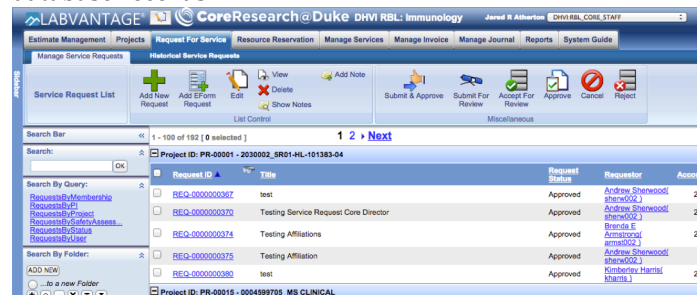 LABVANTAGE® CoreResearch@Duke DHVI RBL: Immunology Jared R Atherton DHVI:RBL_CORE_STAFF
Estimate Management Projects Request For Service Resource Reservation Manage Services Manage Invoice Manage Journal Reports System Guide
Manage Service Requests Historical Service Requests
Sidebar
Service Request List
Add New Request
Add EForm Request
Edit
View
Delete
Show Notes
Add Note
List Control
Submit & Approve
Submit For Review
Accept For Review
Approve
Cancel
Reject
Miscellaneous
Search Bar «
1 - 100 of 192 [ 0 selected ] 1 2 Next
Search:
OK
Search By Query:
RequestsByMembership
RequestsByPI
RequestsByProject
RequestsBySafetyAssess...
RequestsByStatus
RequestsByUser
Search By Folder:
ADD NEW
...to a new Folder
Project ID: PR-00001 - 2030002_5R01-HL-101383-04
Request ID Title Request Status Requestor Accou
REQ-0000000367 test Approved Andrew Sherwood( sherw002 ) 2
REQ-0000000370 Testing Service Request Core Director Approved Andrew Sherwood( sherw002 ) 2
REQ-0000000374 Testing Affiliations Approved Brenda E Armstrong( armst002 ) 2
REQ-0000000375 Testing Affiliation Approved Andrew Sherwood( sherw002 ) 2
REQ-0000000380 test Approved Kimberley Harris( kharris ) 2
Project ID: PR-00015 - 0004599705 MS CLINICAL